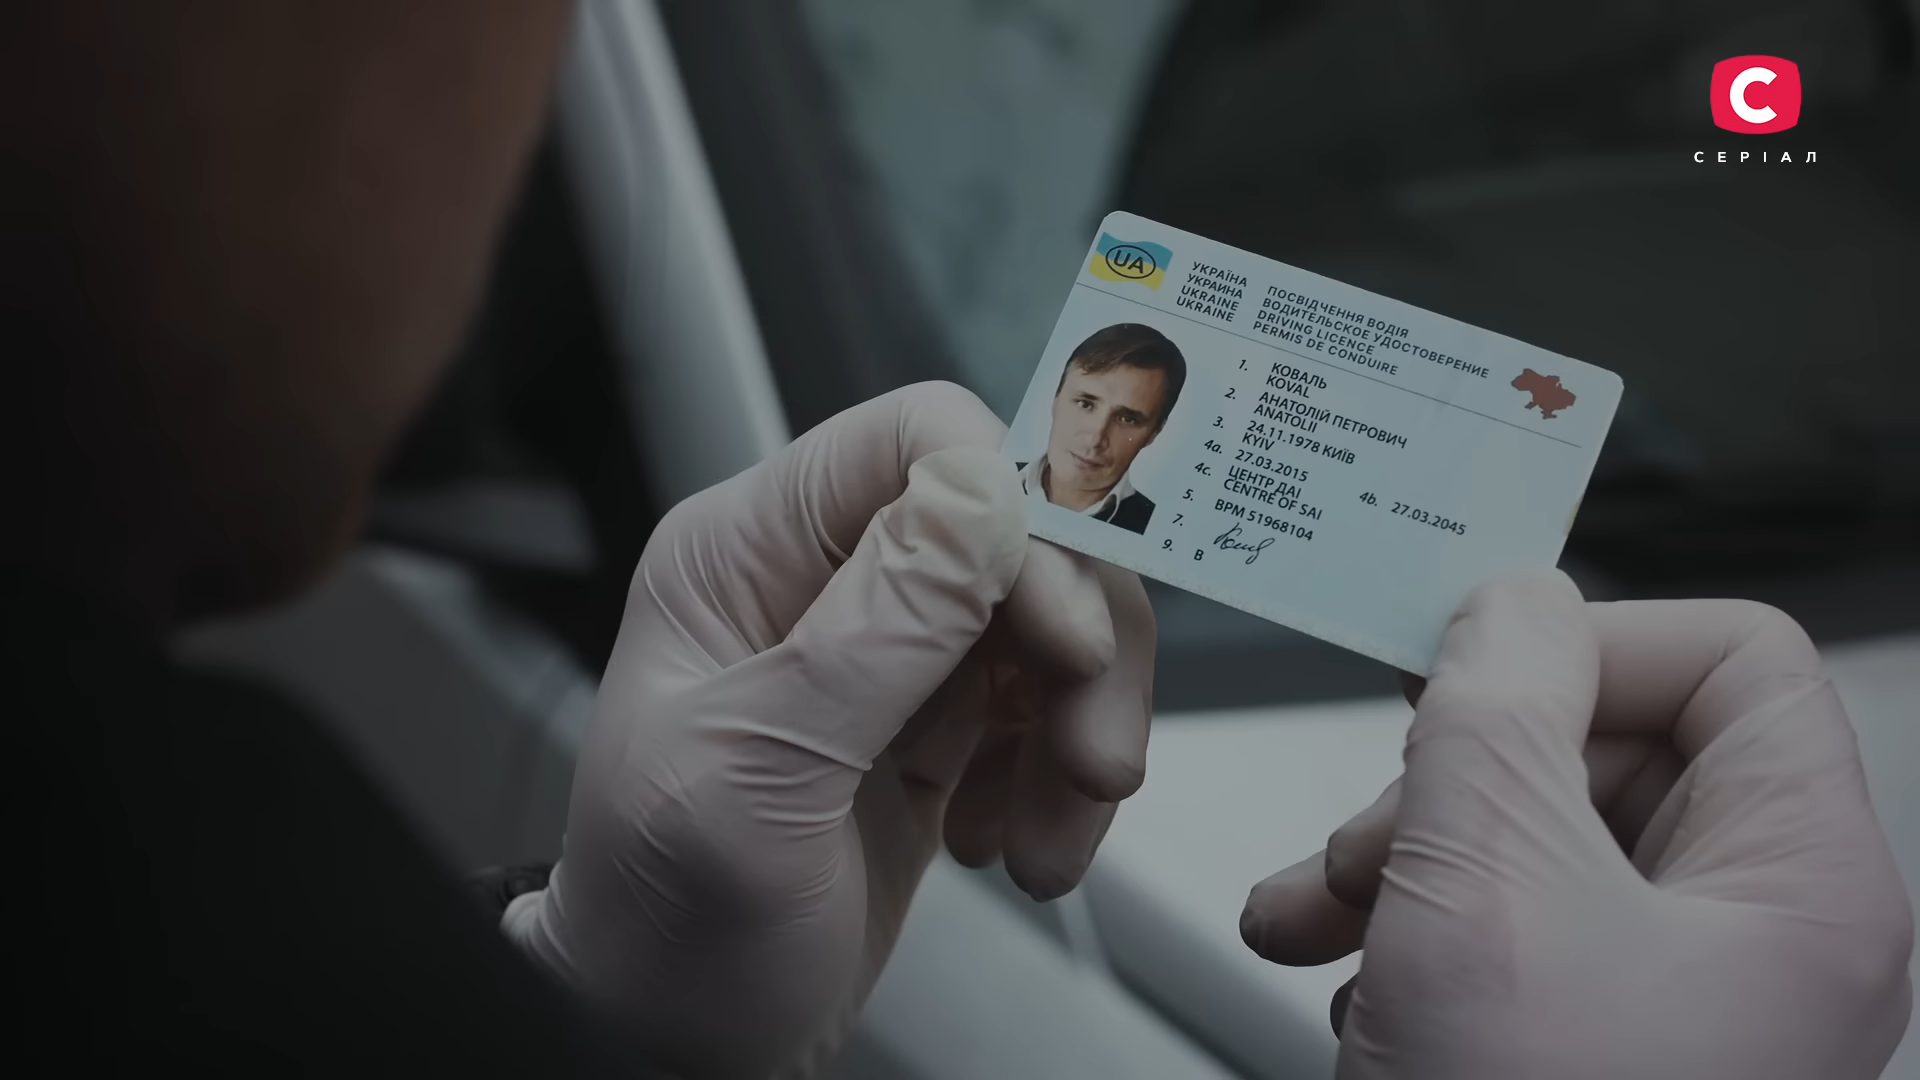 С
СЕРІАЛ
UA
УКРАЇНА
УКРАИНА
UKRAINE
UKRAINE
ПОСВІДЧЕННЯ ВОДІЯ
ВОДИТЕЛЬСКОЕ УДОСТОВЕРЕНИЕ
DRIVING LICENCE
PERMIS DE CONDUIRE
1. КОВАЛЬ
KOVAL
2. АНАТОЛІЙ ПЕТРОВИЧ
ANATOLII
3. 24.11.1978 КИЇВ
KYIV
4a. 27.03.2015 4b. 27.03.2045
4c. ЦЕНТР ДАІ
CENTRE OF SAI
5. BPM 51968104
7.
9. B